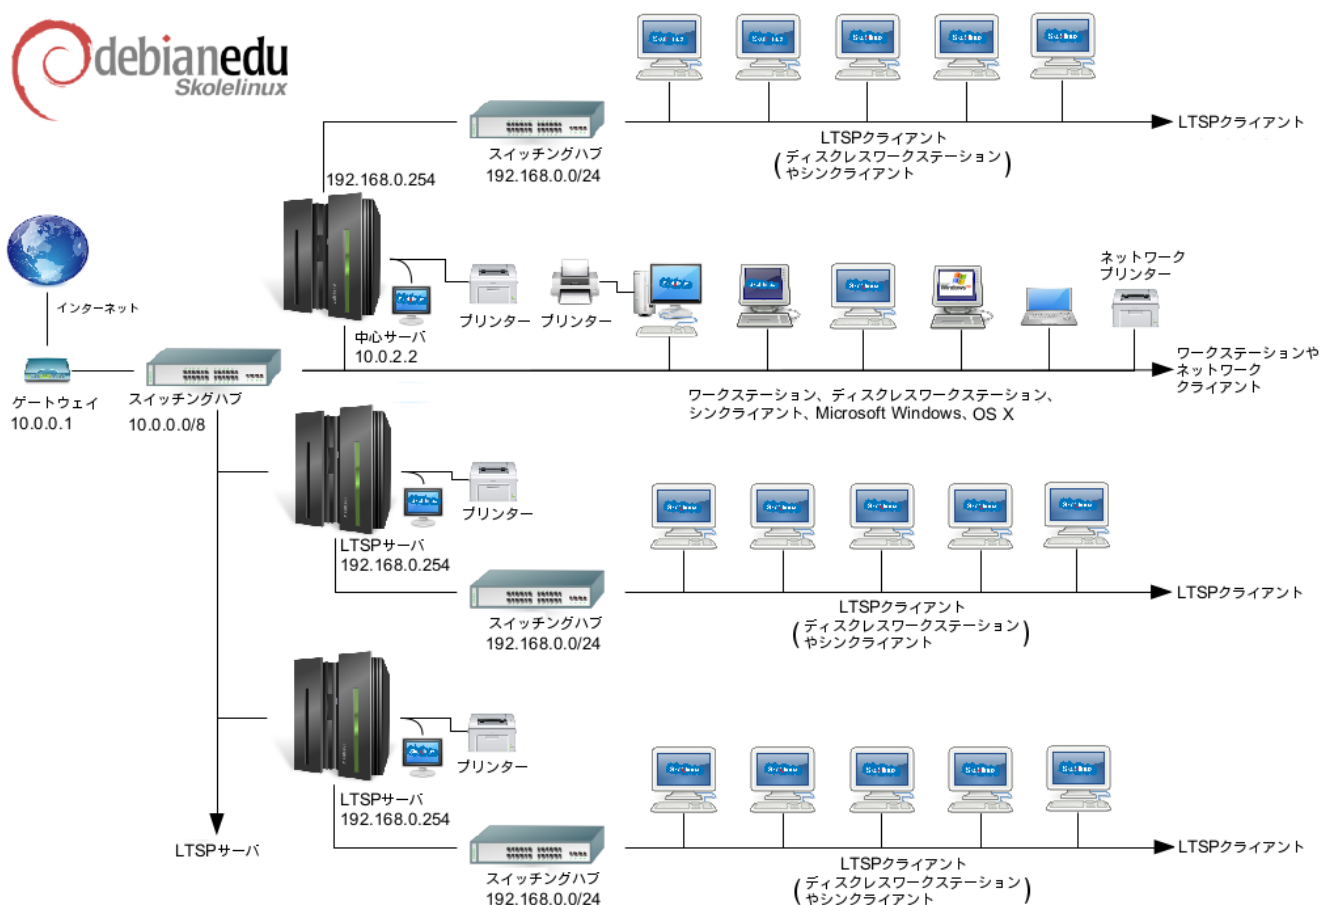 debianedu
Skolelinux
スイッチングハブ
192.168.0.0/24
LTSPクライアント
(ディスクレスワークステーション
やシンクライアント)
LTSPクライアント
192.168.0.254
インターネット
中心サーバ
10.0.2.2
プリンター
プリンター
Windows
ネットワーク
プリンター
ゲートウェイ
10.0.0.1
スイッチングハブ
10.0.0.0/8
ワークステーション、ディスクレスワークステーション、
シンクライアント、Microsoft Windows、OS X
ワークステーションや
ネットワーク
クライアント
プリンター
LTSPサーバ
192.168.0.254
スイッチングハブ
192.168.0.0/24
LTSPクライアント
(ディスクレスワークステーション
やシンクライアント)
LTSPクライアント
プリンター
LTSPサーバ
192.168.0.254
LTSPサーバ
スイッチングハブ
192.168.0.0/24
LTSPクライアント
(ディスクレスワークステーション
やシンクライアント)
LTSPクライアント